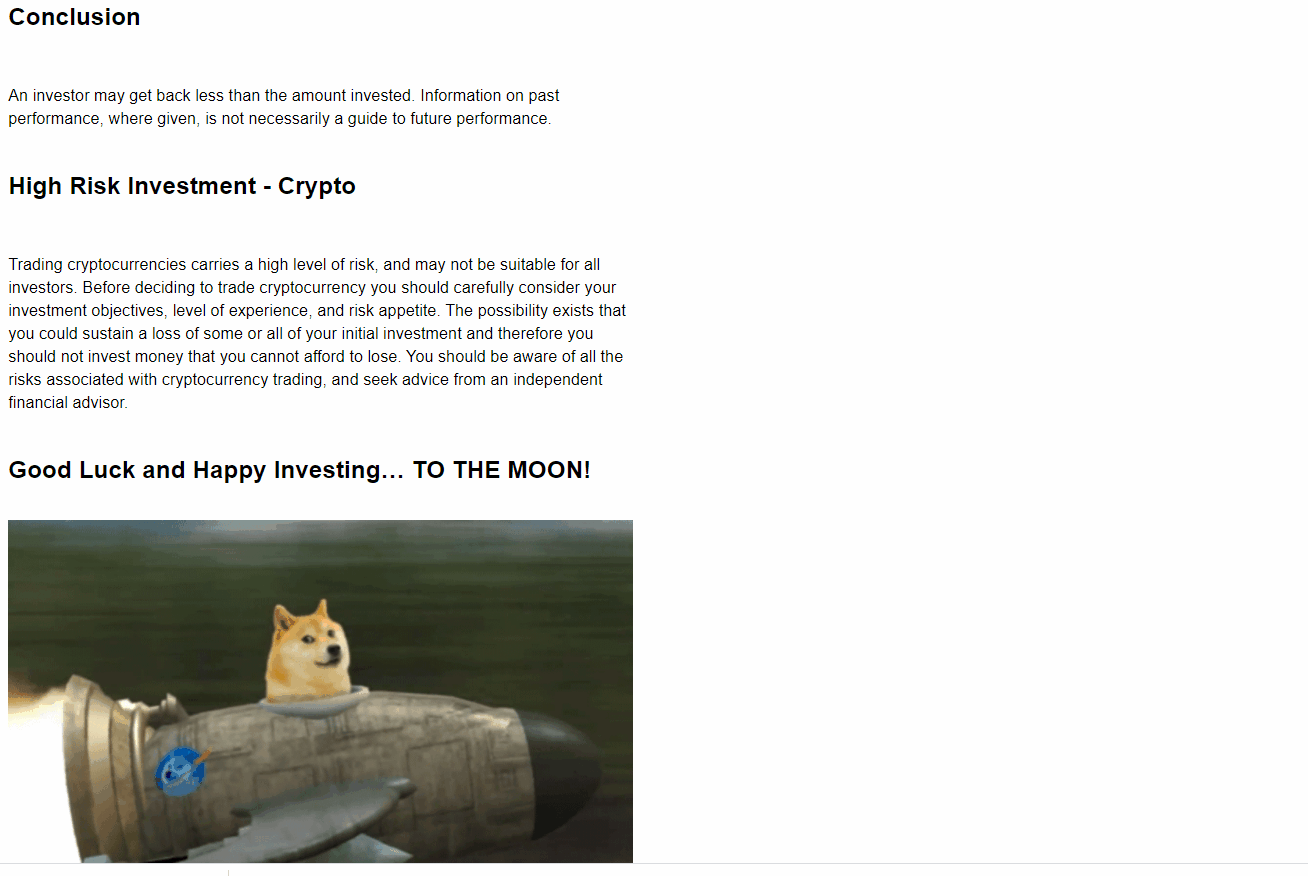 Conclusion
An investor may get back less than the amount invested. Information on past
performance, where given, is not necessarily a guide to future performance.
High Risk Investment - Crypto
Trading cryptocurrencies carries a high level of risk, and may not be suitable for all
investors. Before deciding to trade cryptocurrency you should carefully consider your
investment objectives, level of experience, and risk appetite. The possibility exists that
you could sustain a loss of some or all of your initial investment and therefore you
should not invest money that you cannot afford to lose. You should be aware of all the
risks associated with cryptocurrency trading, and seek advice from an independent
financial advisor.
Good Luck and Happy Investing… TO THE MOON!